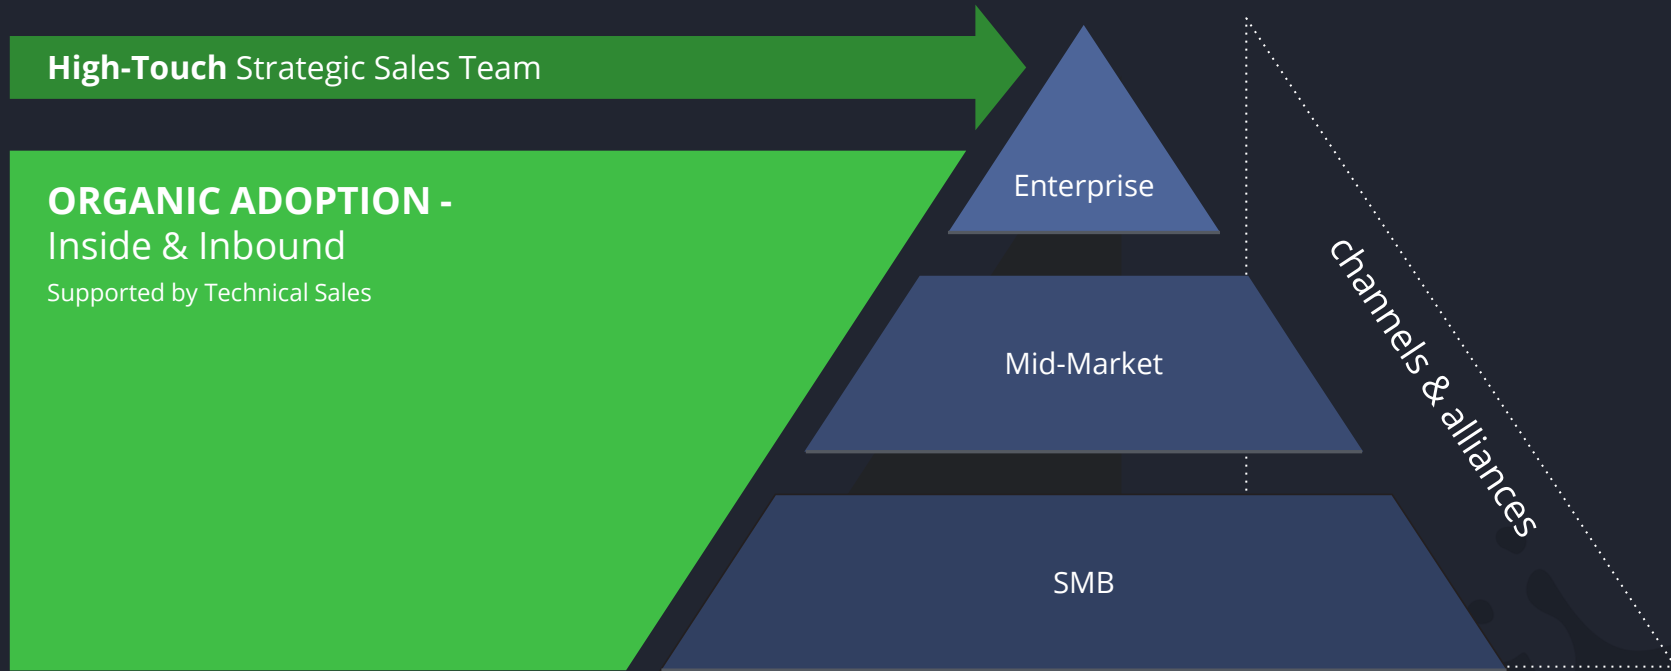 High-Touch Strategic Sales Team
ORGANIC ADOPTION -
Inside & Inbound
Supported by Technical Sales
Enterprise
Mid-Market
SMB
channels & alliances